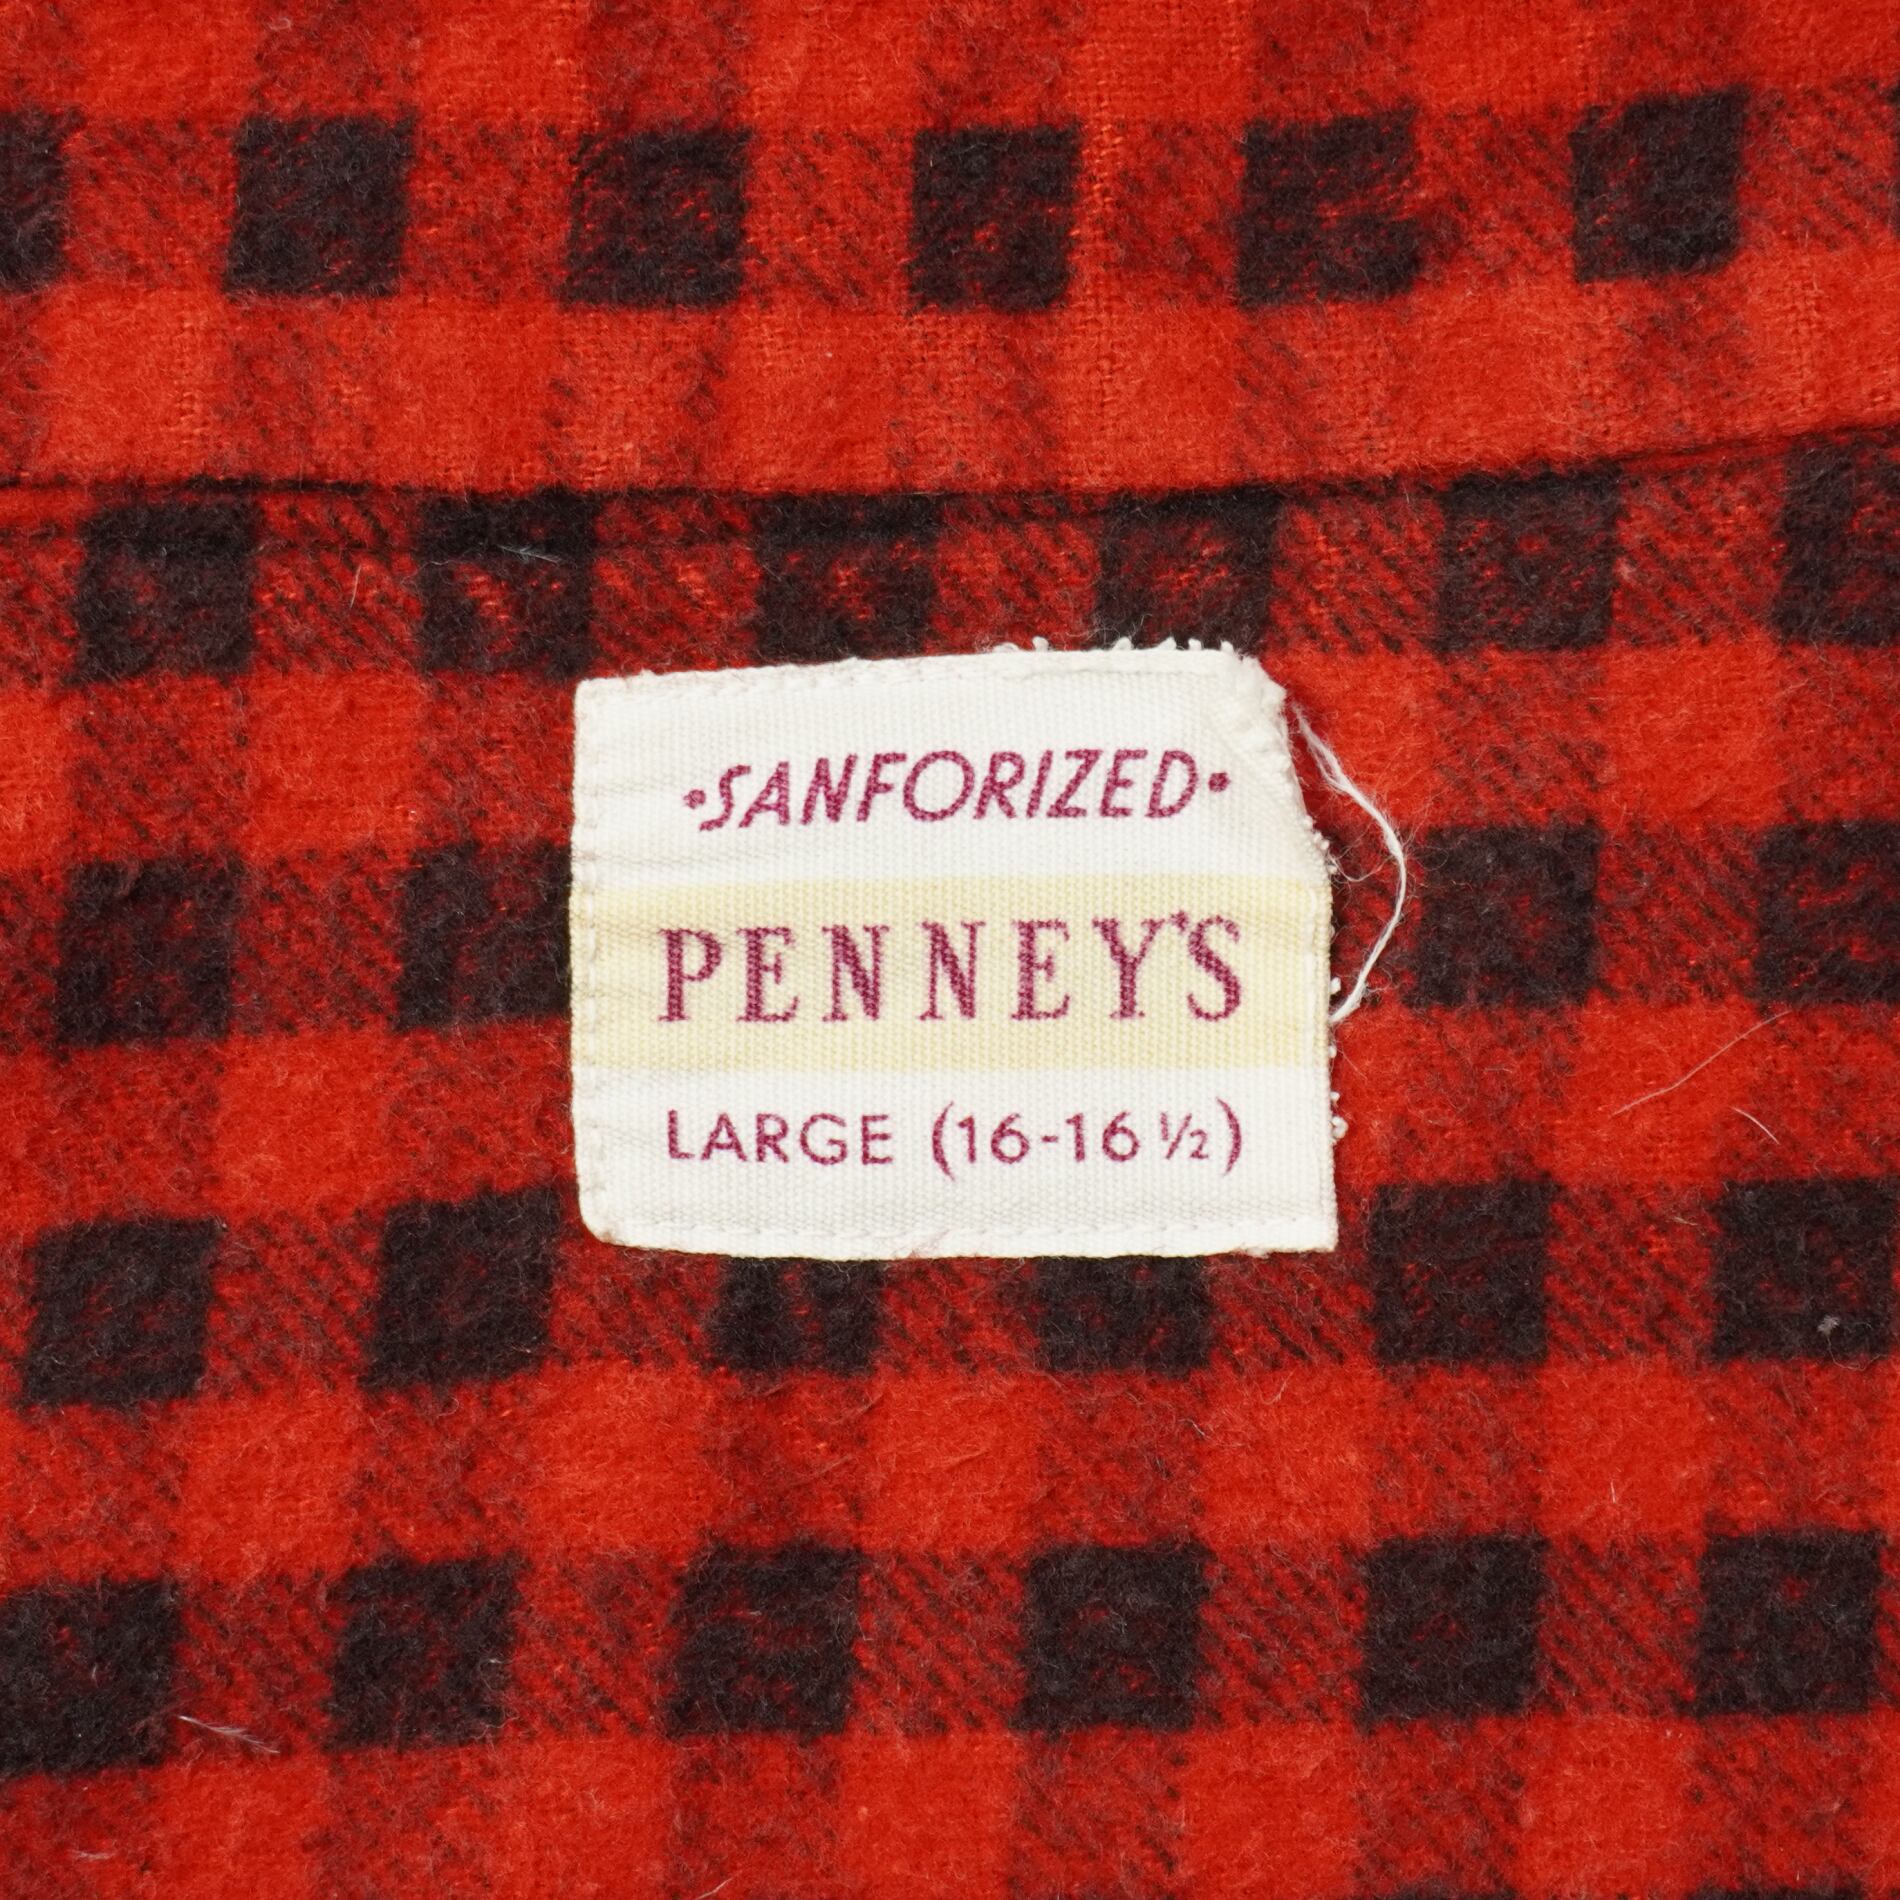 •SANFORIZED•
PENNEY'S
LARGE (16-16 ½)